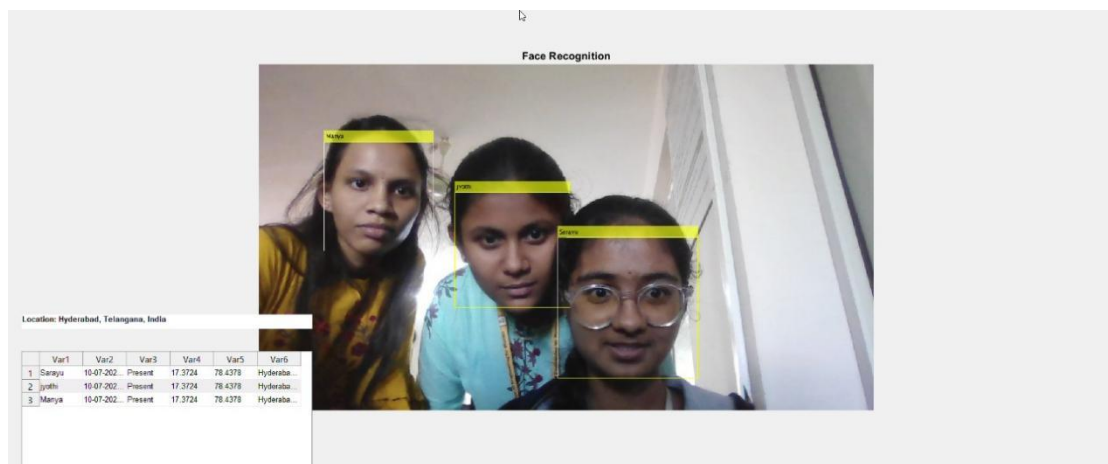 Face Recognition
Manya
jyothi
Sarayu
Location: Hyderabad, Telangana, India
Var1 Var2 Var3 Var4 Var5 Var6
1 Sarayu 10-07-202... Present 17.3724 78.4378 Hyderaba...
2 jyothi 10-07-202... Present 17.3724 78.4378 Hyderaba...
3 Manya 10-07-202... Present 17.3724 78.4378 Hyderaba...